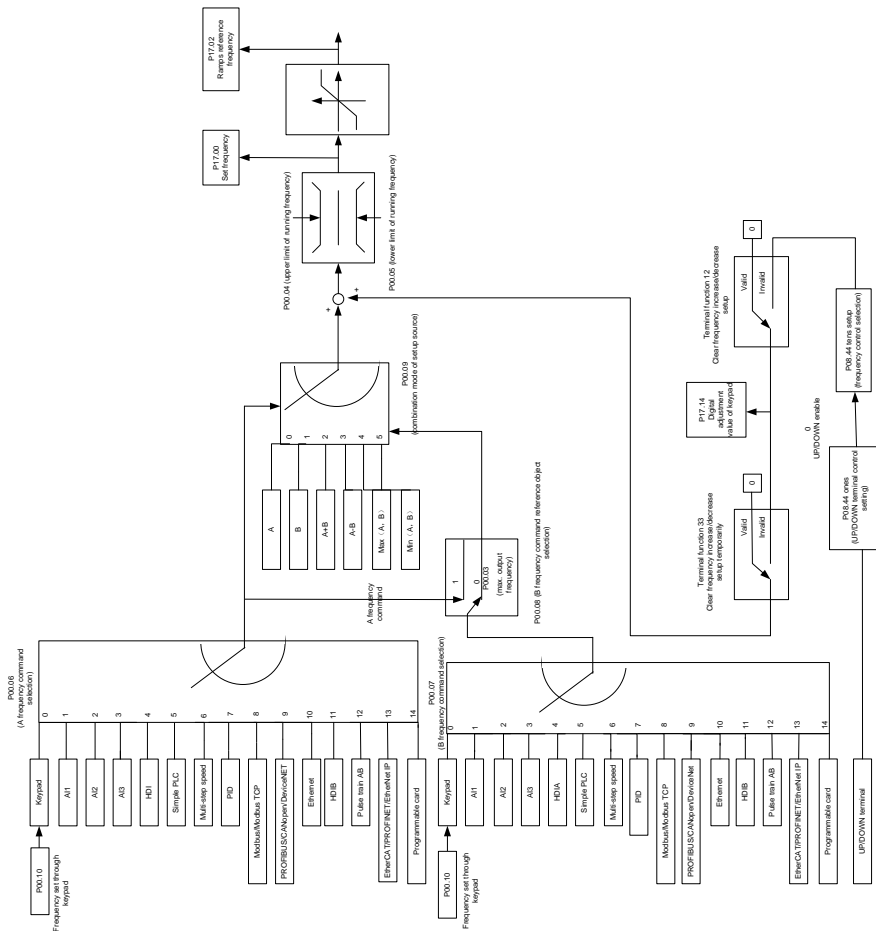 P00.10
Frequency set through
keypad
Keypad
AI1
AI2
AI3
HDI
Simple PLC
Multi-step speed
PID
Modbus/Modbus TCP
PROFIBUS/CANopen/DeviceNET
Ethernet
HDIB
Pulse train AB
EtherCAT/PROFINET/EtherNet IP
Programmable card
P00.06
(A frequency command
selection)
0
1
2
3
4
5
6
7
8
9
10
11
12
13
14
A frequency
command
A
B
A+B
A-B
Max（A，B）
Min（A，B）
0
1
2
3
4
5
P00.09
(combination mode of setup source)
+
+
P00.04 (upper limit of running frequency)
P00.05 (lower limit of running frequency)
P17.00
Set frequency
P17.02
Ramps reference
frequency
P00.10
Frequency set through
keypad
Keypad
AI1
AI2
AI3
HDIA
Simple PLC
Multi-step speed
PID
Modbus/Modbus TCP
PROFIBUS/CANopen/DeviceNet
Ethernet
HDIB
Pulse train AB
EtherCAT/PROFINET/EtherNet IP
Programmable card
P00.07
(B frequency command selection)
0
1
2
3
4
5
6
7
8
9
10
11
12
13
14
1
0
P00.03
(max. output
frequency)
P00.08 (B frequency command reference object
selection)
UP/DOWN terminal
P08.44 ones
(UP/DOWN terminal control
setting)
0
UP/DOWN enable
P08.44 tens setup
(frequency control selection)
Terminal function 33
Clear frequency increase/decrease
setup temporarily
Valid
Invalid
0
P17.14
Digital
adjustment
value of keypad
Terminal function 12
Clear frequency increase/decrease
setup
Valid
Invalid
0